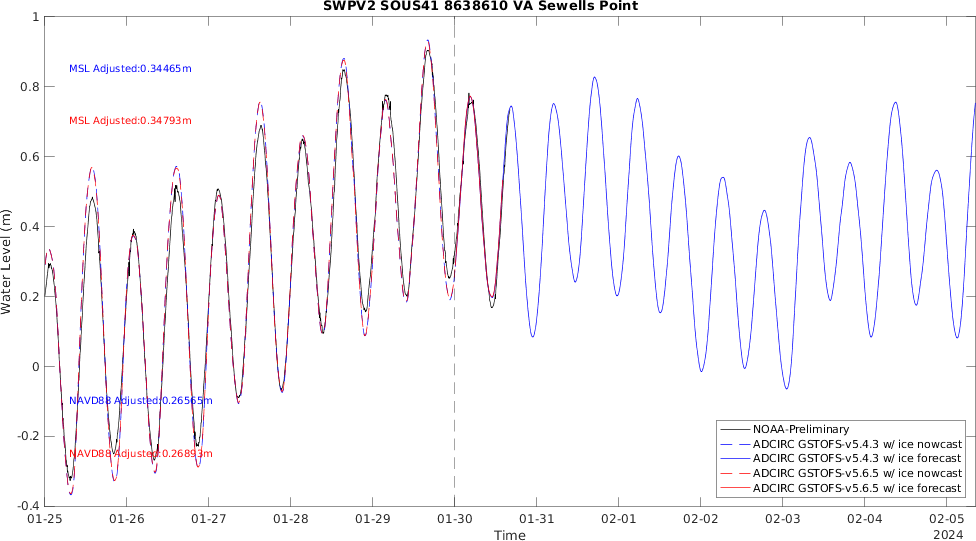 SWPV2 SOUS41 8638610 VA Sewells Point
1
0.8
0.6
0.4
0.2
0
-0.2
-0.4
Water Level (m)
MSL Adjusted:0.34465m
MSL Adjusted:0.34793m
NAVD88 Adjusted:0.26565m
NAVD88 Adjusted:0.26893m
NOAA-Preliminary
ADCIRC GSTOFS-v5.4.3 w/ ice nowcast
ADCIRC GSTOFS-v5.4.3 w/ ice forecast
ADCIRC GSTOFS-v5.6.5 w/ ice nowcast
ADCIRC GSTOFS-v5.6.5 w/ ice forecast
01-25 01-26 01-27 01-28 01-29 01-30 01-31 02-01 02-02 02-03 02-04 02-05
Time
2024